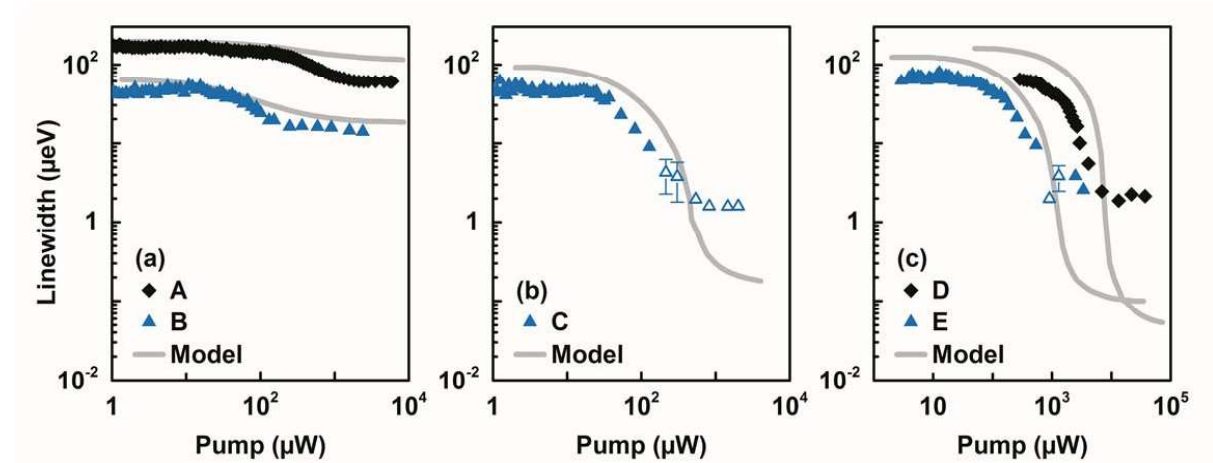 Linewidth (µeV)
10²
1
10⁻²
(a)
A
B
Model
1
10²
10⁴
Pump (µW)
10²
1
10⁻²
(b)
C
Model
1
10²
10⁴
Pump (µW)
10²
1
10⁻²
(c)
D
E
Model
10
10³
10⁵
Pump (µW)